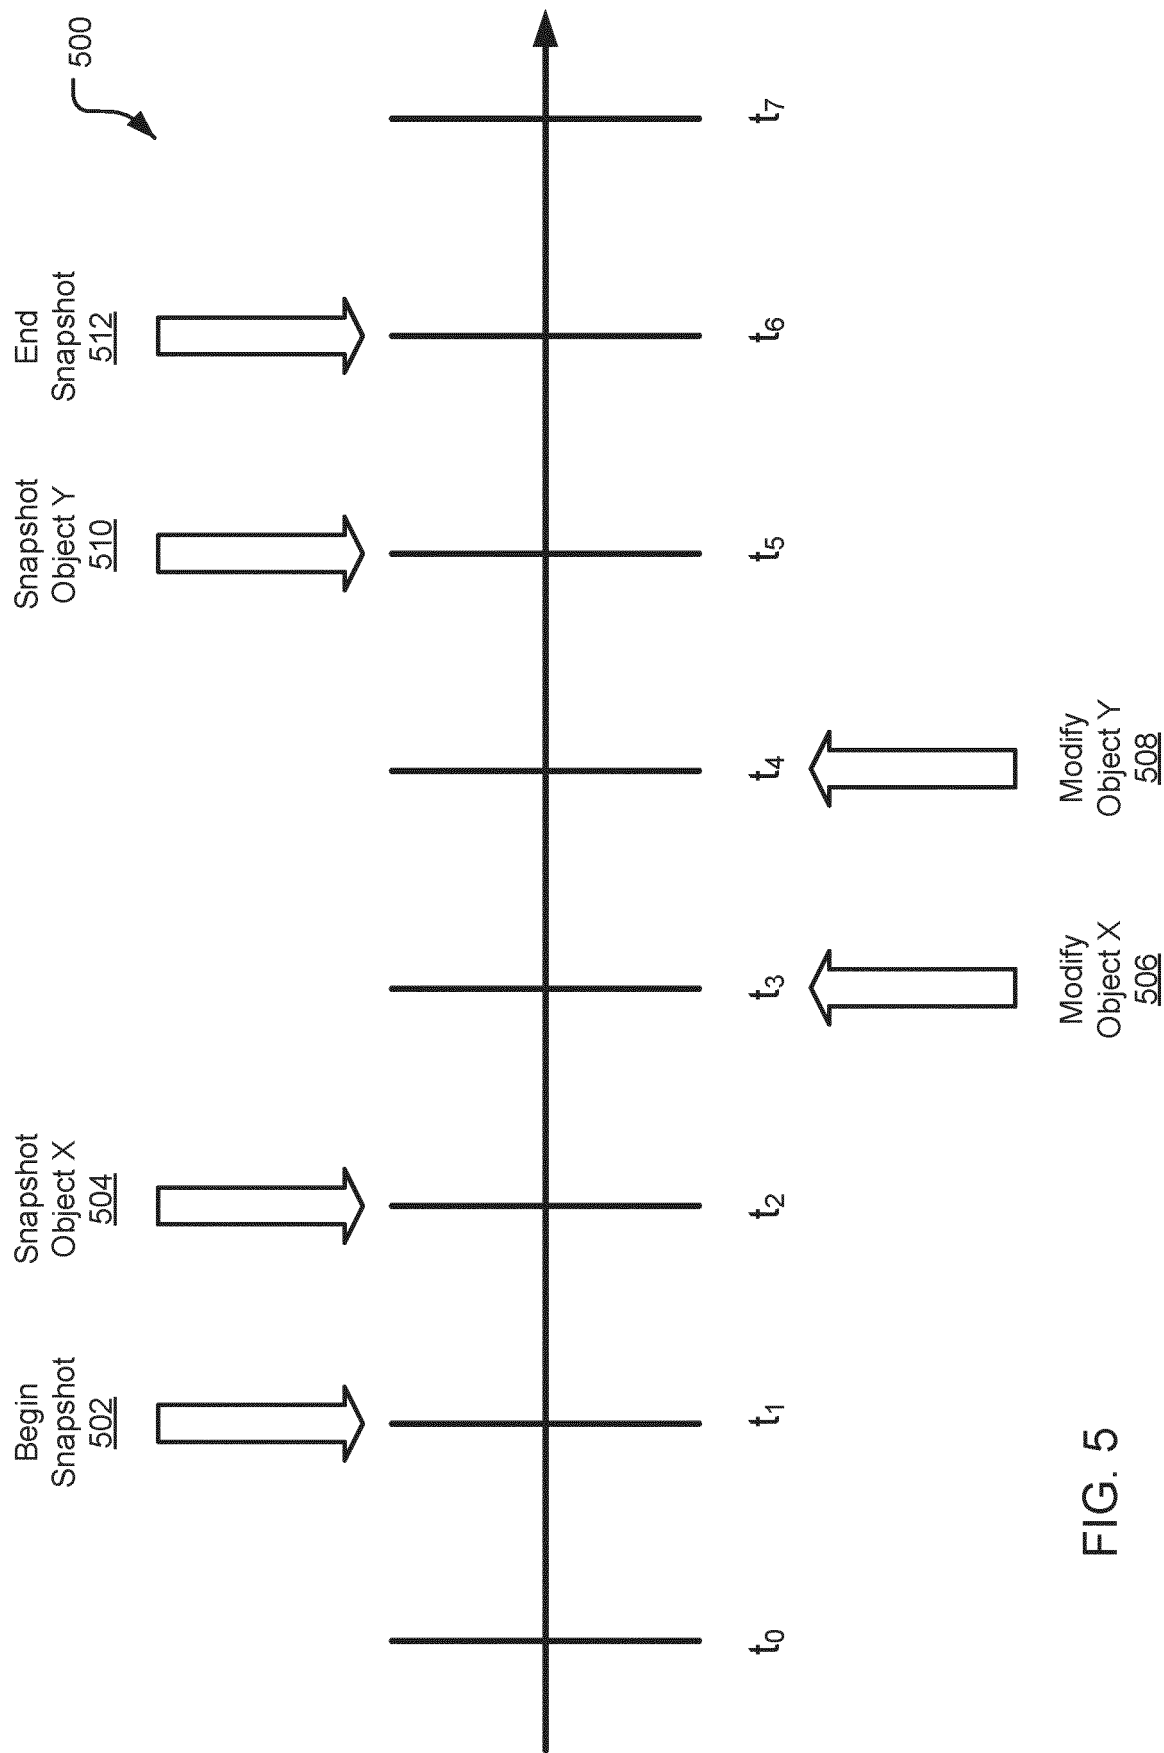 500
Begin
Snapshot
502
Snapshot
Object X
504
Snapshot
Object Y
510
End
Snapshot
512
t0
t1
t2
t3
t4
t5
t6
t7
Modify
Object X
506
Modify
Object Y
508
FIG. 5